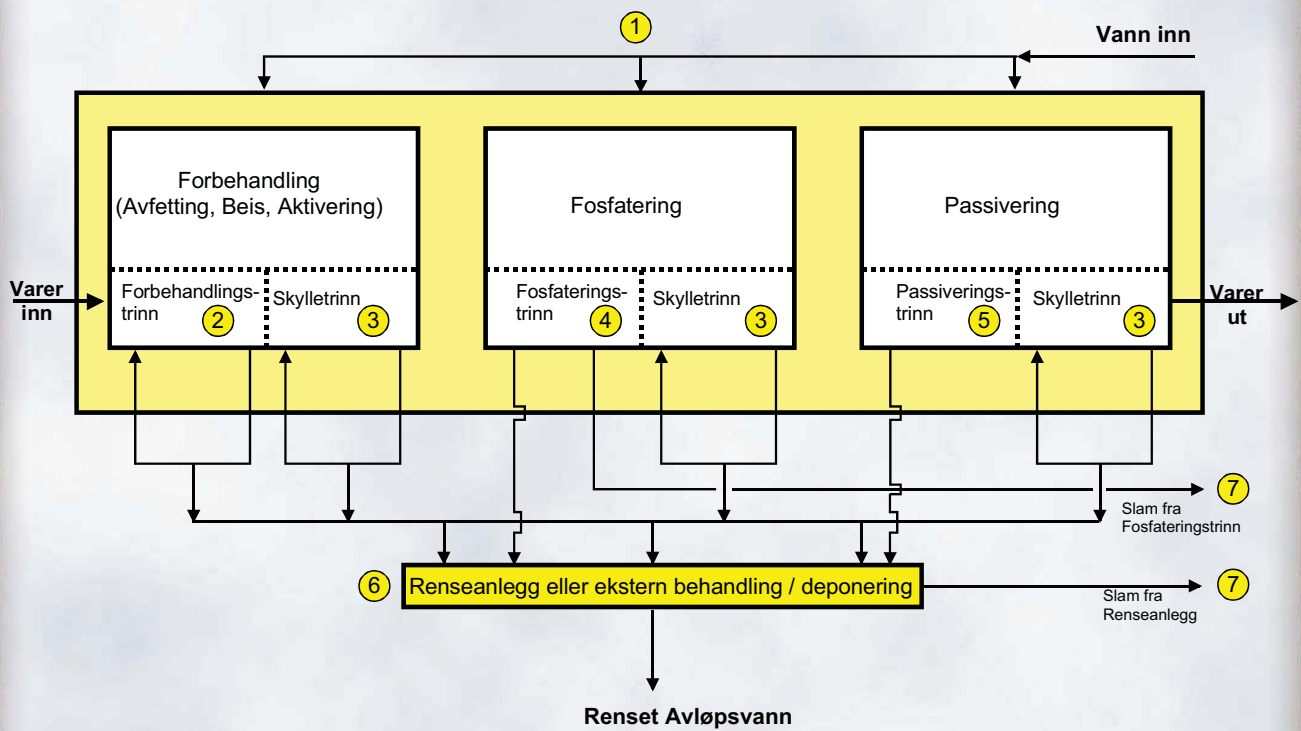 1
Vann inn
Forbehandling
(Avfetting, Beis, Aktivering)
Fosfatering
Passivering
Varer
inn
Forbehandlings-
trinn
2
Skylletrinn
3
Fosfaterings-
trinn
4
Skylletrinn
3
Passiverings-
trinn
5
Skylletrinn
3
Varer
ut
7
Slam fra
Fosfateringstrinn
6
Renseanlegg eller ekstern behandling / deponering
7
Slam fra
Renseanlegg
Renset Avløpsvann